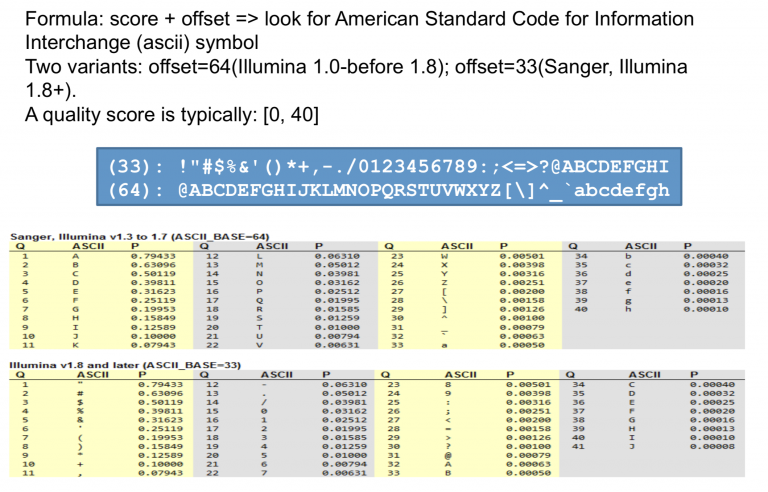 Formula: score + offset => look for American Standard Code for Information
Interchange (ascii) symbol
Two variants: offset=64(Illumina 1.0-before 1.8); offset=33(Sanger, Illumina
1.8+).
A quality score is typically: [0, 40]
(33): !"#$%&'()*+,-./0123456789:;<=>?@ABCDEFGHI
(64): @ABCDEFGHIJKLMNOPQRSTUVWXYZ[\]^_`abcdefgh
Sanger, Illumina v1.3 to 1.7 (ASCII_BASE=64)
Q ASCII P Q ASCII P Q ASCII P Q ASCII P
1 A 0.79433 12 L 0.06310 23 W 0.00501 34 b 0.00040
2 B 0.63096 13 M 0.05012 24 X 0.00398 35 c 0.00032
3 C 0.50119 14 N 0.03981 25 Y 0.00316 36 d 0.00025
4 D 0.39811 15 O 0.03162 26 Z 0.00251 37 e 0.00020
5 E 0.31623 16 P 0.02512 27 [ 0.00200 38 f 0.00016
6 F 0.25119 17 Q 0.01995 28 \ 0.00158 39 g 0.00013
7 G 0.19953 18 R 0.01585 29 ] 0.00126 40 h 0.00010
8 H 0.15849 19 S 0.01259 30 ^ 0.00100
9 I 0.12589 20 T 0.01000 31 _ 0.00079
10 J 0.10000 21 U 0.00794 32 ` 0.00063
11 K 0.07943 22 V 0.00631 33 a 0.00050
Illumina v1.8 and later (ASCII_BASE=33)
Q ASCII P Q ASCII P Q ASCII P Q ASCII P
1 " 0.79433 12 - 0.06310 23 8 0.00501 34 C 0.00040
2 # 0.63096 13 . 0.05012 24 9 0.00398 35 D 0.00032
3 $ 0.50119 14 / 0.03981 25 : 0.00316 36 E 0.00025
4 % 0.39811 15 0 0.03162 26 ; 0.00251 37 F 0.00020
5 & 0.31623 16 1 0.02512 27 < 0.00200 38 G 0.00016
6 ' 0.25119 17 2 0.01995 28 = 0.00158 39 H 0.00013
7 ( 0.19953 18 3 0.01585 29 > 0.00126 40 I 0.00010
8 ) 0.15849 19 4 0.01259 30 ? 0.00100 41 J 0.00008
9 * 0.12589 20 5 0.01000 31 @ 0.00079
10 + 0.10000 21 6 0.00794 32 A 0.00063
11 , 0.07943 22 7 0.00631 33 B 0.00050